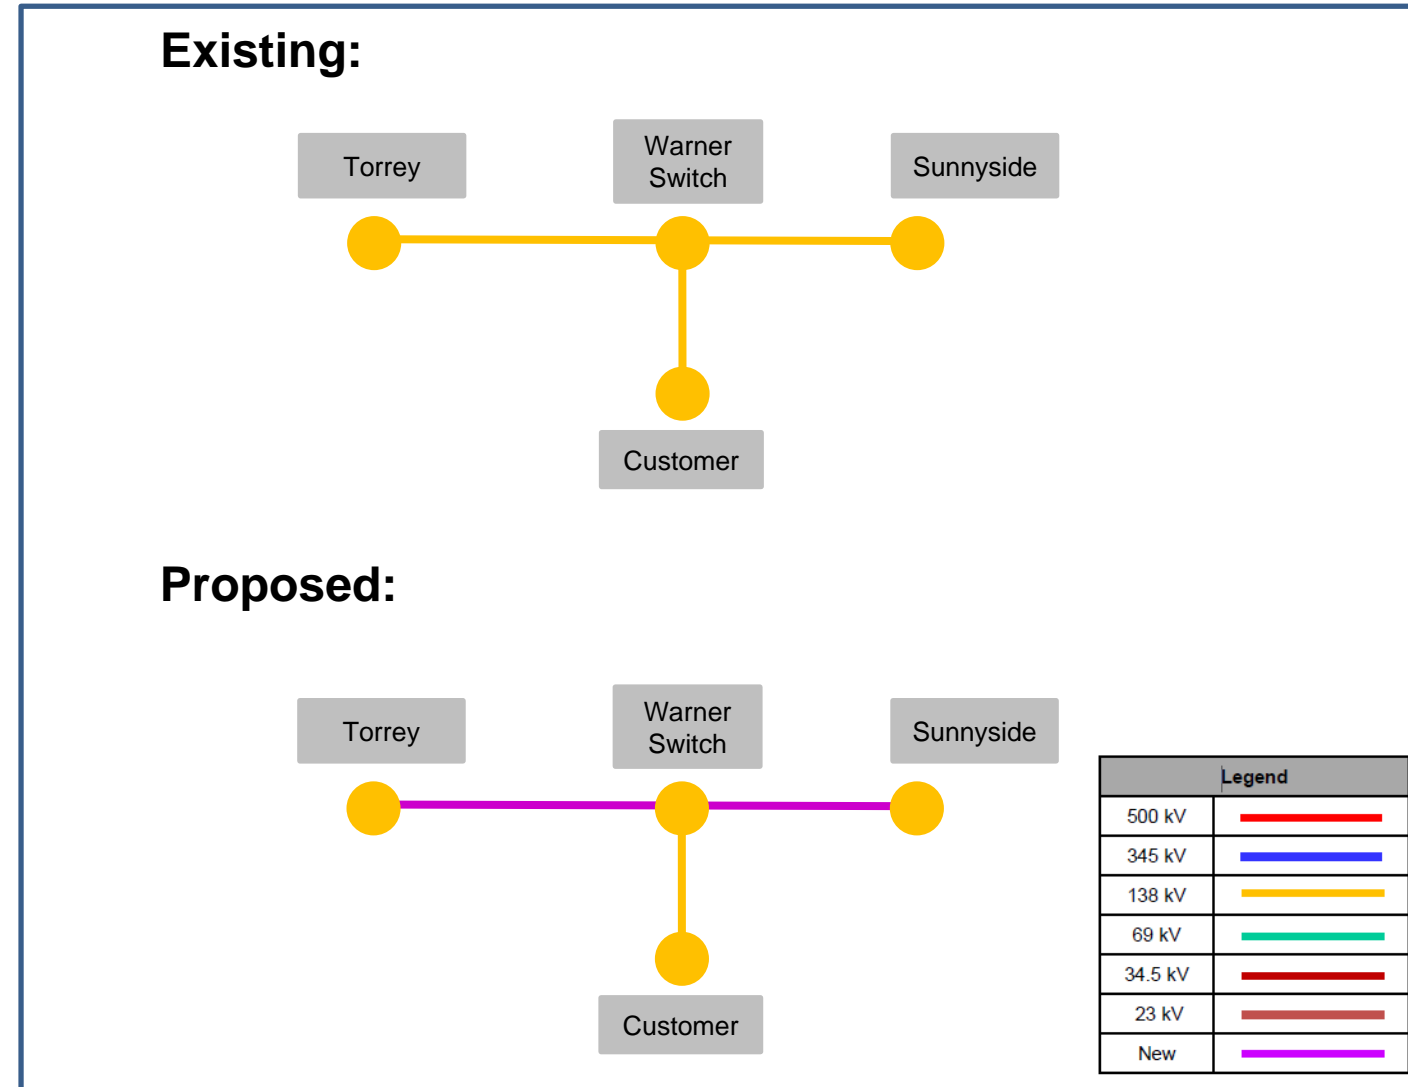 Existing:
Torrey
Warner
Switch
Sunnyside
Customer
Proposed:
Torrey
Warner
Switch
Sunnyside
Customer
Legend
500 kV
345 kV
138 kV
69 kV
34.5 kV
23 kV
New